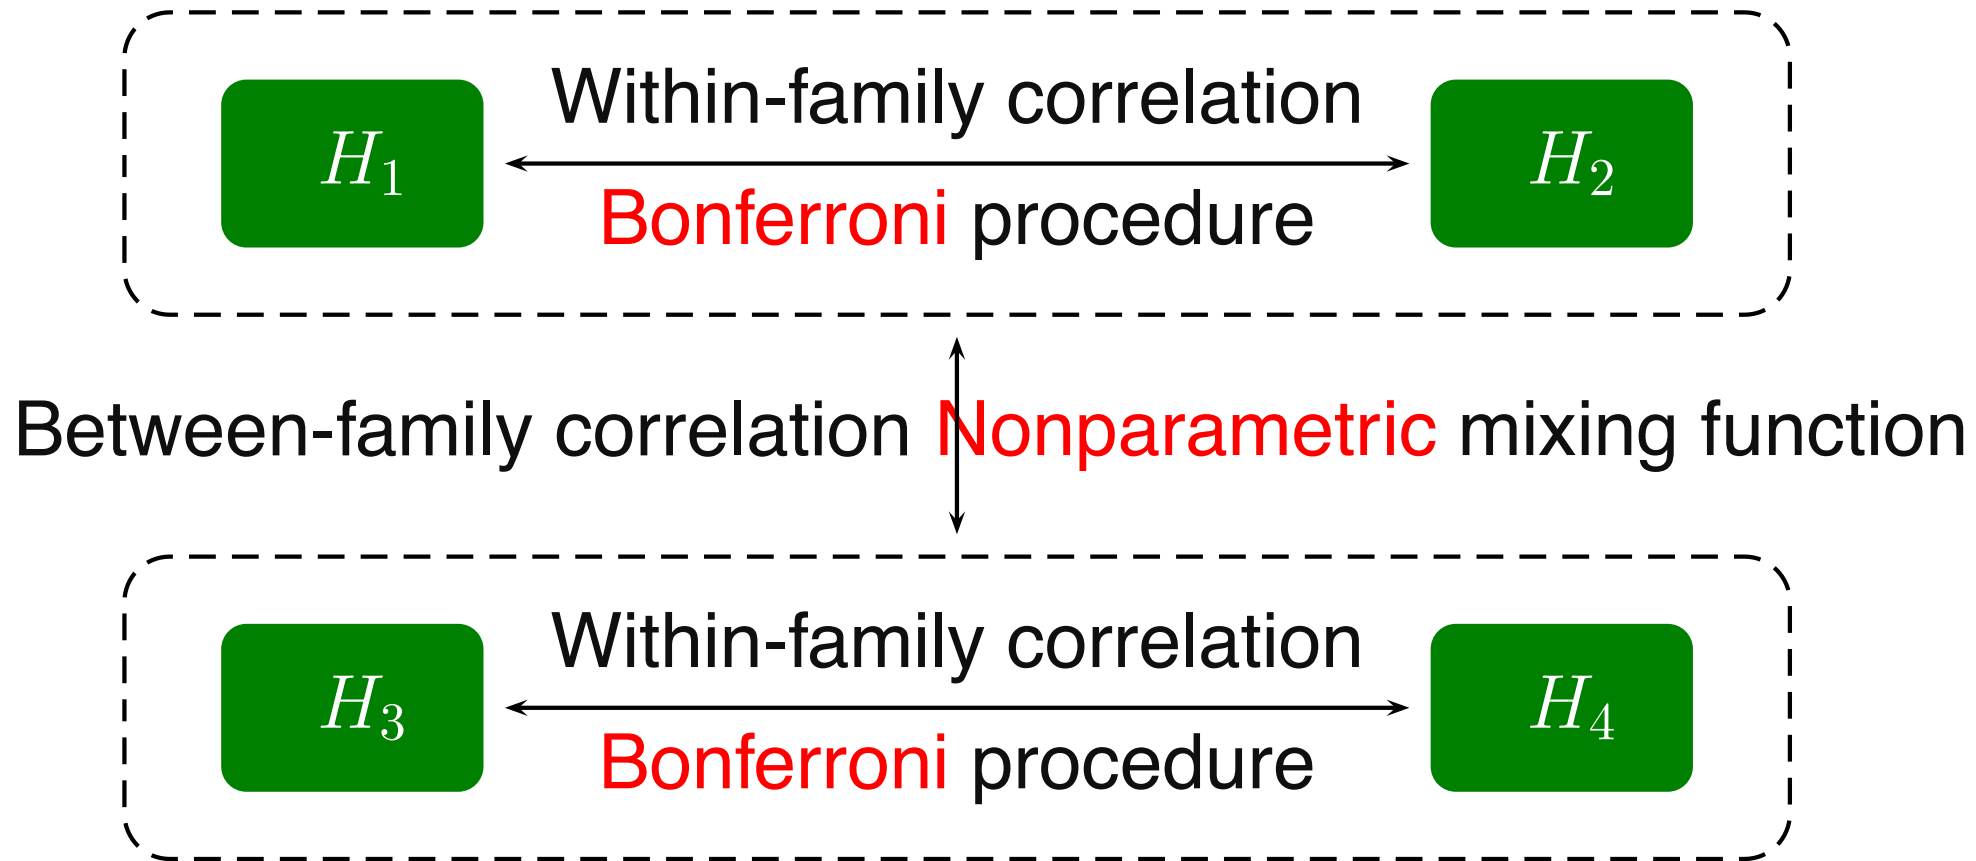 Within-family correlation
H₁
H₂
Bonferroni procedure
Between-family correlation Nonparametric mixing function
Within-family correlation
H₃
H₄
Bonferroni procedure